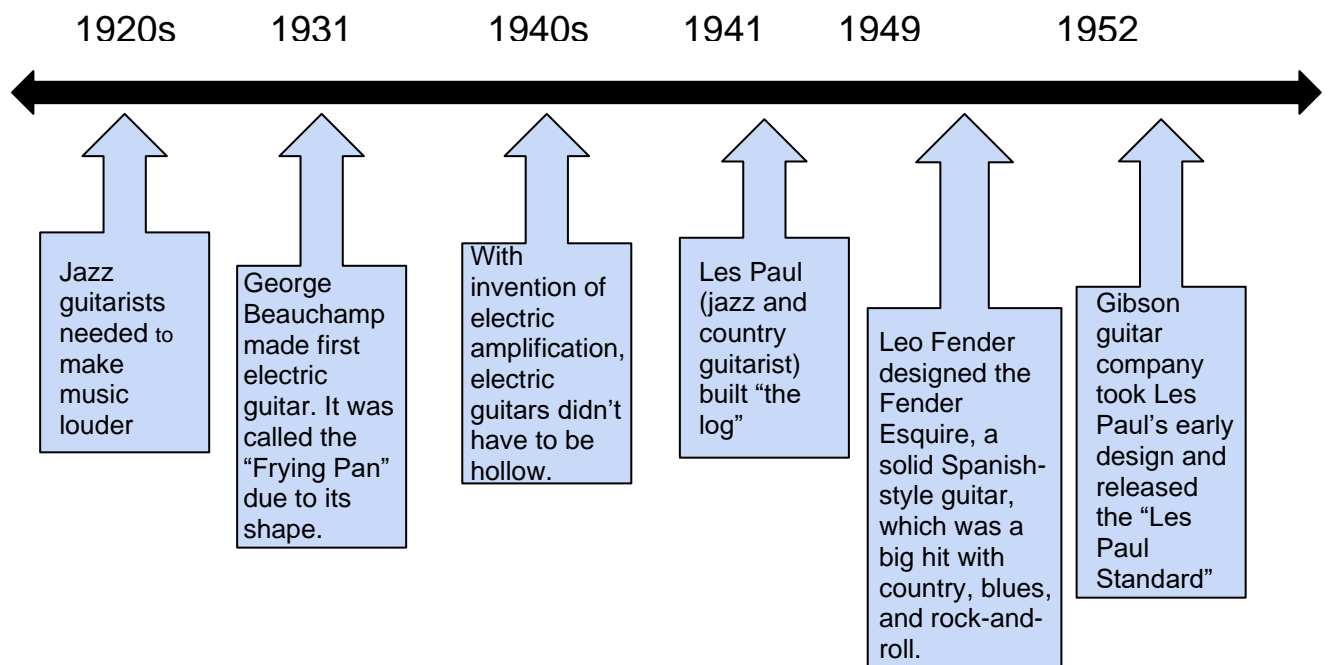 1920s 1931 1940s 1941 1949 1952
Jazz
guitarists
needed to
make
music
louder
George
Beauchamp
made first
electric
guitar. It was
called the
“Frying Pan”
due to its
shape.
With
invention of
electric
amplification,
electric
guitars didn’t
have to be
hollow.
Les Paul
(jazz and
country
guitarist)
built “the
log”
Leo Fender
designed the
Fender
Esquire, a
solid Spanish-
style guitar,
which was a
big hit with
country, blues,
and rock-and-
roll.
Gibson
guitar
company
took Les
Paul’s early
design and
released
the “Les
Paul
Standard”